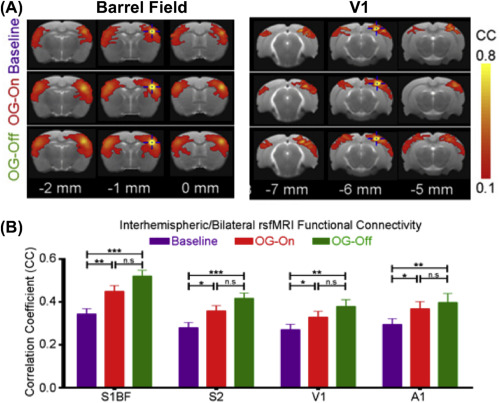 (A)
Barrel Field
V1
CC
0.8
0.1
Baseline
OG-On
OG-Off
-2 mm
-1 mm
0 mm
-7 mm
-6 mm
-5 mm
(B)
Interhemispheric/Bilateral rsfMRI Functional Connectivity
Baseline
OG-On
OG-Off
Correlation Coefficient (CC)
0.6
0.4
0.2
0.0
***
** n.s
***
* n.s
**
* n.s
**
* n.s
S1BF
S2
V1
A1